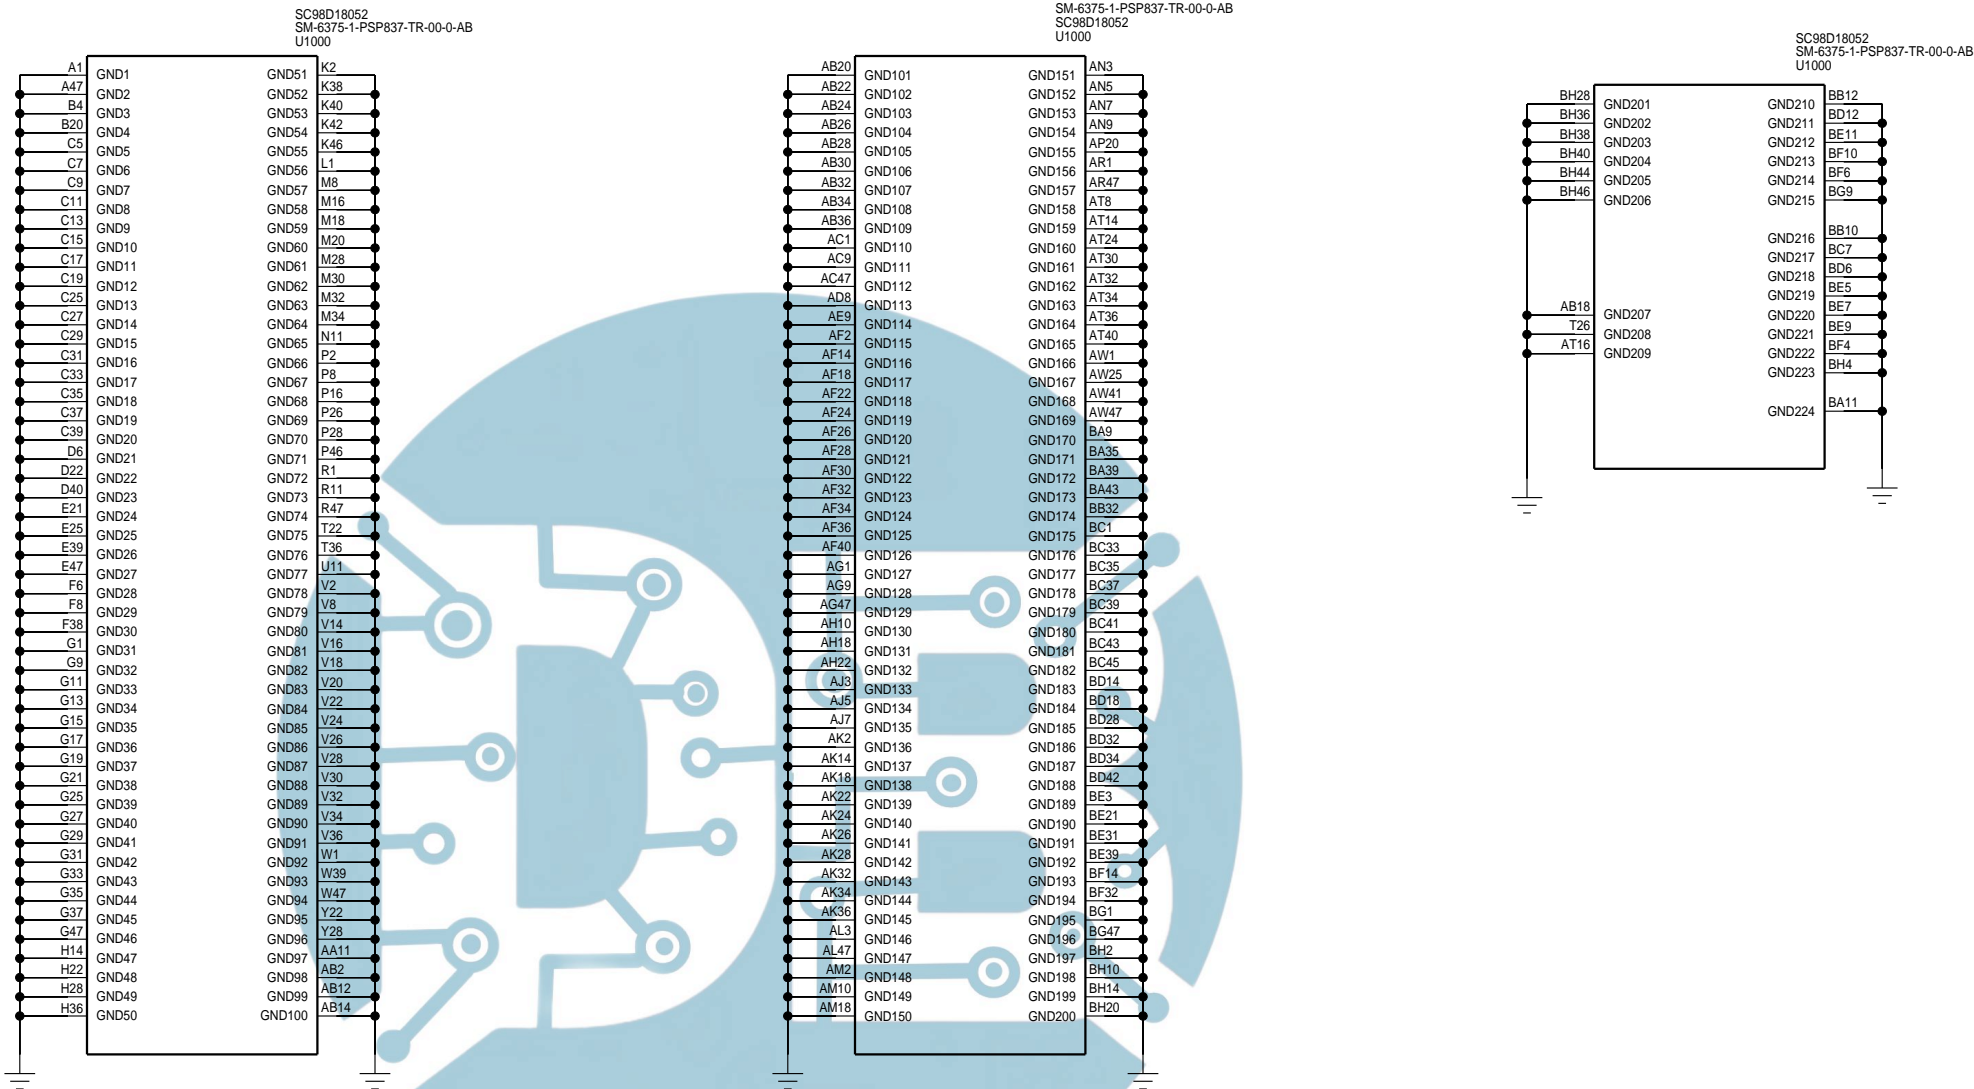 SC98D18052
SM-6375-1-PSP837-TR-00-0-AB
U1000
A1 GND1 GND51 K2
A47 GND2 GND52 K38
B4 GND3 GND53 K40
B20 GND4 GND54 K42
C5 GND5 GND55 K46
C7 GND6 GND56 L1
C9 GND7 GND57 M8
C11 GND8 GND58 M16
C13 GND9 GND59 M18
C15 GND10 GND60 M20
C17 GND11 GND61 M28
C19 GND12 GND62 M30
C25 GND13 GND63 M32
C27 GND14 GND64 M34
C29 GND15 GND65 N11
C31 GND16 GND66 P2
C33 GND17 GND67 P8
C35 GND18 GND68 P16
C37 GND19 GND69 P26
C39 GND20 GND70 P28
D6 GND21 GND71 P46
D22 GND22 GND72 R1
D40 GND23 GND73 R11
E21 GND24 GND74 R47
E25 GND25 GND75 T22
E39 GND26 GND76 T36
E47 GND27 GND77 U11
F6 GND28 GND78 V2
F8 GND29 GND79 V8
F38 GND30 GND80 V14
G1 GND31 GND81 V16
G9 GND32 GND82 V18
G11 GND33 GND83 V20
G13 GND34 GND84 V22
G15 GND35 GND85 V24
G17 GND36 GND86 V26
G19 GND37 GND87 V28
G21 GND38 GND88 V30
G25 GND39 GND89 V32
G27 GND40 GND90 V34
G29 GND41 GND91 V36
G31 GND42 GND92 W1
G33 GND43 GND93 W39
G35 GND44 GND94 W47
G37 GND45 GND95 Y22
G47 GND46 GND96 Y28
H14 GND47 GND97 AA11
H22 GND48 GND98 AB2
H28 GND49 GND99 AB12
H36 GND50 GND100 AB14
SM-6375-1-PSP837-TR-00-0-AB
SC98D18052
U1000
AB20 GND101 GND151 AN3
AB22 GND102 GND152 AN5
AB24 GND103 GND153 AN7
AB26 GND104 GND154 AN9
AB28 GND105 GND155 AP20
AB30 GND106 GND156 AR1
AB32 GND107 GND157 AR47
AB34 GND108 GND158 AT8
AB36 GND109 GND159 AT14
AC1 GND110 GND160 AT24
AC9 GND111 GND161 AT30
AC47 GND112 GND162 AT32
AD8 GND113 GND163 AT34
AE9 GND114 GND164 AT36
AF2 GND115 GND165 AT40
AF14 GND116 GND166 AW1
AF18 GND117 GND167 AW25
AF22 GND118 GND168 AW41
AF24 GND119 GND169 AW47
AF26 GND120 GND170 BA9
AF28 GND121 GND171 BA35
AF30 GND122 GND172 BA39
AF32 GND123 GND173 BA43
AF34 GND124 GND174 BB32
AF36 GND125 GND175 BC1
AF40 GND126 GND176 BC33
AG1 GND127 GND177 BC35
AG9 GND128 GND178 BC37
AG47 GND129 GND179 BC39
AH10 GND130 GND180 BC41
AH18 GND131 GND181 BC43
AH22 GND132 GND182 BC45
AJ3 GND133 GND183 BD14
AJ5 GND134 GND184 BD18
AJ7 GND135 GND185 BD28
AK2 GND136 GND186 BD32
AK14 GND137 GND187 BD34
AK18 GND138 GND188 BD42
AK22 GND139 GND189 BE3
AK24 GND140 GND190 BE21
AK26 GND141 GND191 BE31
AK28 GND142 GND192 BE39
AK32 GND143 GND193 BF14
AK34 GND144 GND194 BF32
AK36 GND145 GND195 BG1
AL3 GND146 GND196 BG47
AL47 GND147 GND197 BH2
AM2 GND148 GND198 BH10
AM10 GND149 GND199 BH14
AM18 GND150 GND200 BH20
SC98D18052
SM-6375-1-PSP837-TR-00-0-AB
U1000
BH28 GND201 GND210 BB12
BH36 GND202 GND211 BD12
BH38 GND203 GND212 BE11
BH40 GND204 GND213 BF10
BH44 GND205 GND214 BF6
BH46 GND206 GND215 BG9
GND216 BB10
GND217 BC7
GND218 BD6
GND219 BE5
AB18 GND207 GND220 BE7
T26 GND208 GND221 BE9
AT16 GND209 GND222 BF4
GND223 BH4
GND224 BA11